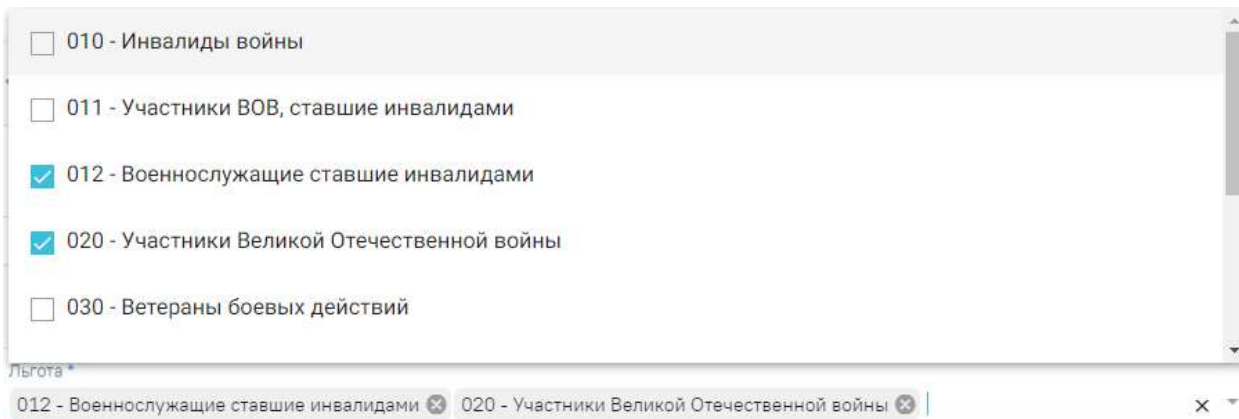 010 - Инвалиды войны
011 - Участники ВОВ, ставшие инвалидами
012 - Военнослужащие ставшие инвалидами
020 - Участники Великой Отечественной войны
030 - Ветераны боевых действий
Льгота *
012 - Военнослужащие ставшие инвалидами 020 - Участники Великой Отечественной войны